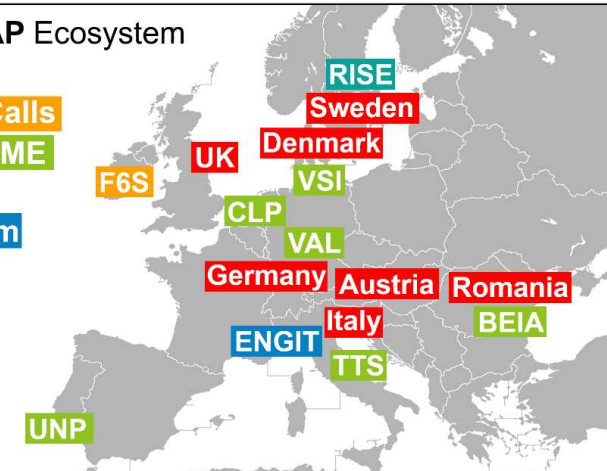 AP Ecosystem
Calls
ME
m
RISE
Sweden
Denmark
UK
VSI
F6S
CLP
VAL
Germany
Austria
Romania
Italy
BEIA
ENGIT
TTS
UNP